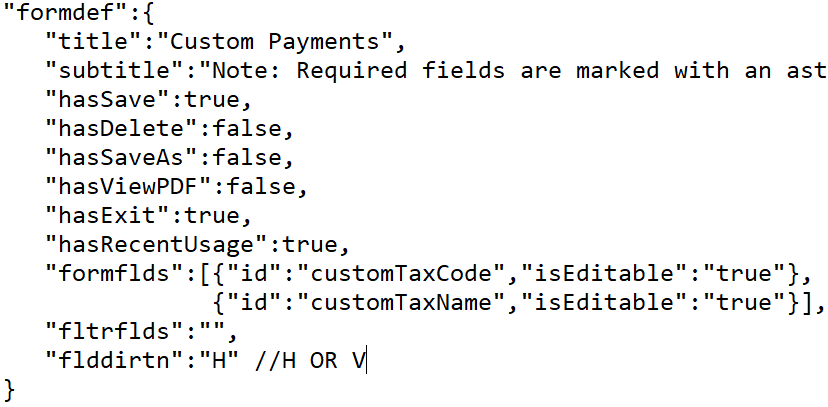 "formdef":{
"title":"Custom Payments",
"subtitle":"Note: Required fields are marked with an ast
"hasSave":true,
"hasDelete":false,
"hasSaveAs":false,
"hasViewPDF":false,
"hasExit":true,
"hasRecentUsage":true,
"formflds":[{"id":"customTaxCode","isEditable":"true"},
{"id":"customTaxName","isEditable":"true"}],
"fltrflds":"",
"flddirtn":"H" //H OR V
}